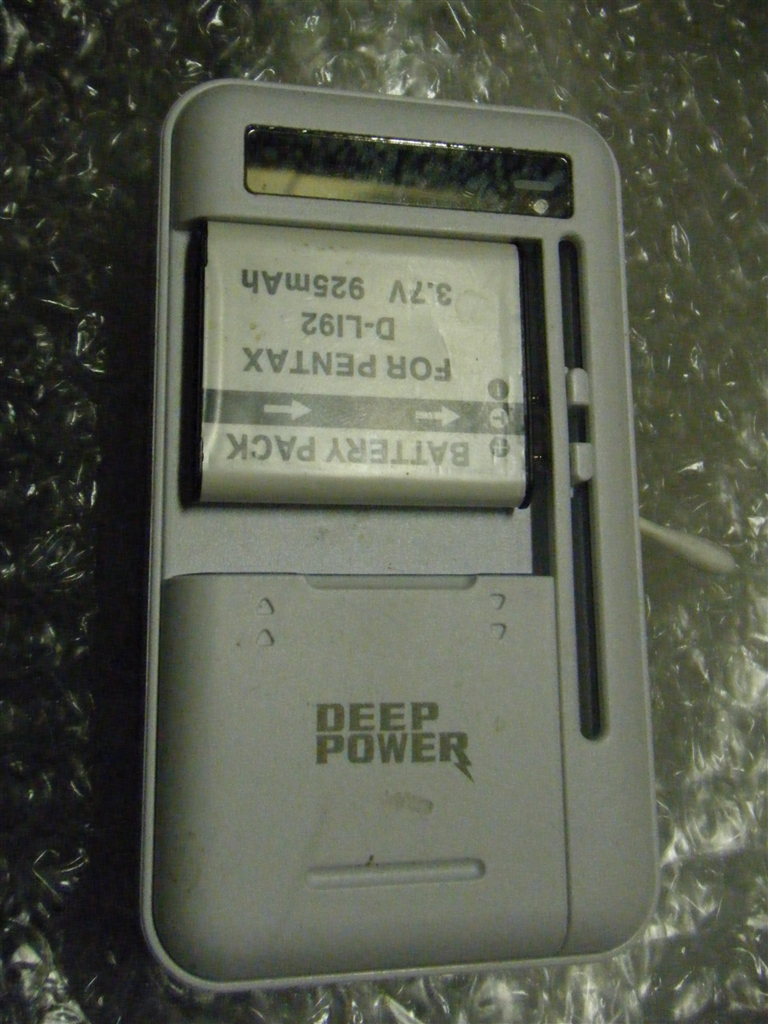 BATTERY PACK
FOR PENTAX
D-LI92
3.7V 925mAh
DEEP
POWER